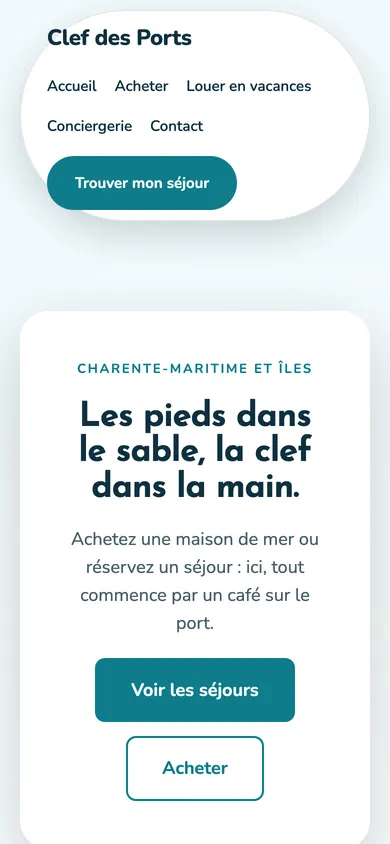 Clef des Ports
Accueil Acheter Louer en vacances
Conciergerie Contact
Trouver mon séjour
CHARENTE-MARITIME ET ÎLES
Les pieds dans
le sable, la clef
dans la main.
Achetez une maison de mer ou
réservez un séjour : ici, tout
commence par un café sur le
port.
Voir les séjours
Acheter